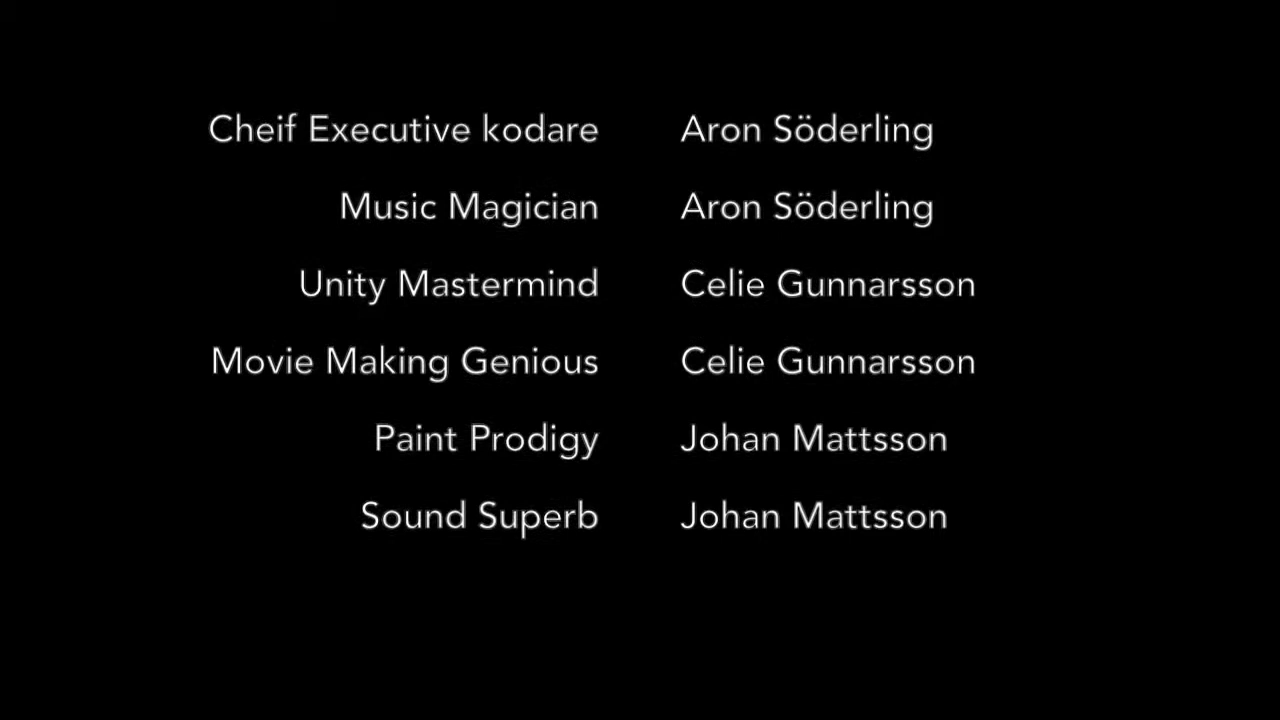 Cheif Executive kodare Aron Söderling
Music Magician Aron Söderling
Unity Mastermind Celie Gunnarsson
Movie Making Genious Celie Gunnarsson
Paint Prodigy Johan Mattsson
Sound Superb Johan Mattsson